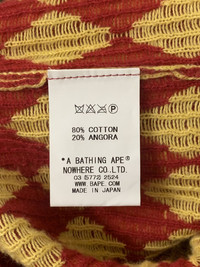 80% COTTON
20% ANGORA
*A BATHING APE®
NOWHERE CO..LTD.
03 (5772) 2524
WWW.BAPE.COM
MADE IN JAPAN